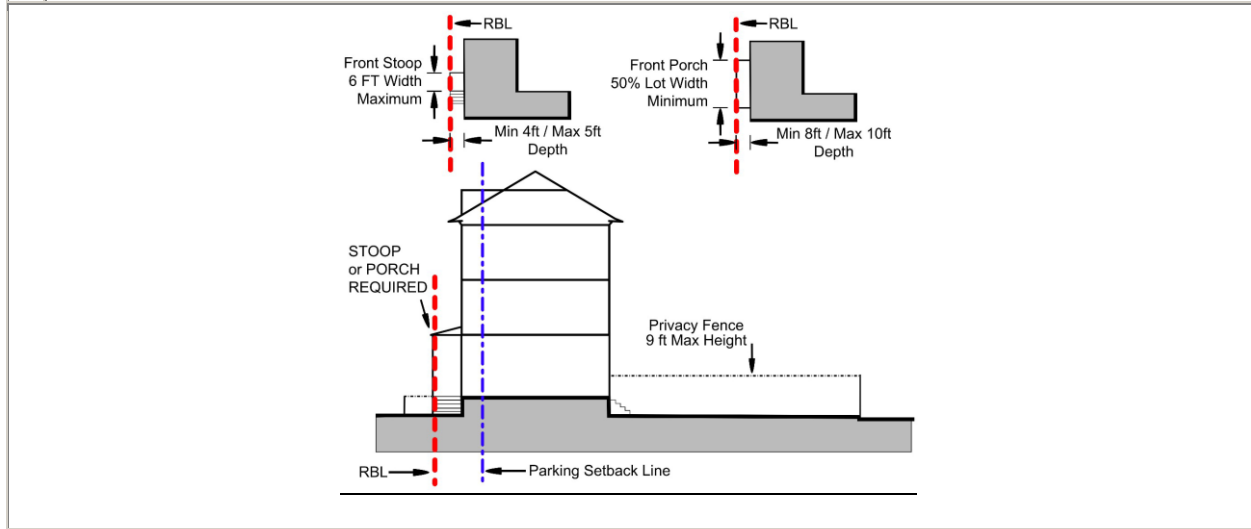 RBL
Front Stoop
6 FT Width
Maximum
Min 4ft / Max 5ft
Depth
RBL
Front Porch
50% Lot Width
Minimum
Min 8ft / Max 10ft
Depth
STOOP
or PORCH
REQUIRED
Privacy Fence
9 ft Max Height
RBL
Parking Setback Line